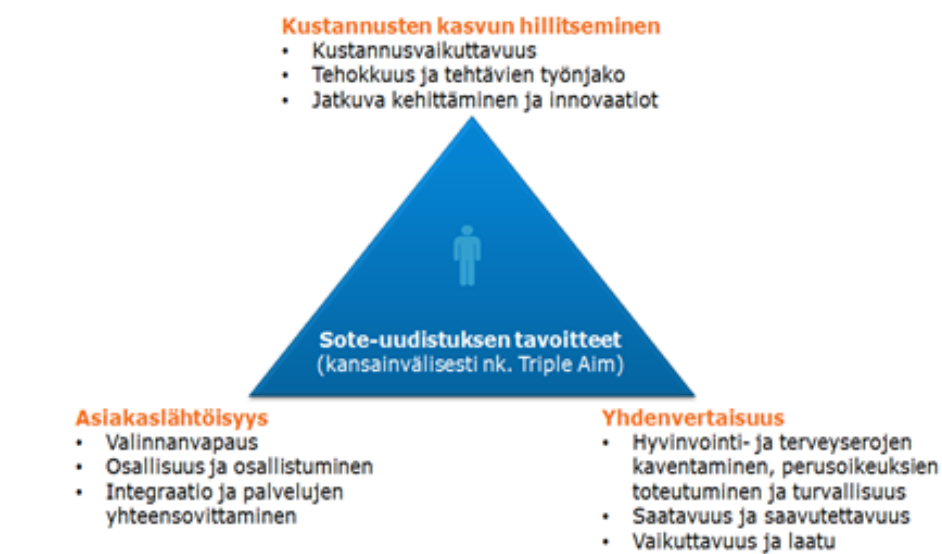 Kustannusten kasvun hillitseminen
• Kustannusvaikuttavuus
• Tehokkuus ja tehtävien työnjako
• Jatkuva kehittäminen ja innovaatiot
Sote-uudistuksen tavoitteet
(kansainvälisesti nk. Triple Aim)
Asiakaslähtöisyys
• Valinnanvapaus
• Osallisuus ja osallistuminen
• Integraatio ja palvelujen
yhteensovittaminen
Yhdenvertaisuus
• Hyvinvointi- ja terveyserojen
kaventaminen, perusoikeuksien
toteutuminen ja turvallisuus
• Saatavuus ja saavutettavuus
• Vaikuttavuus ja laatu